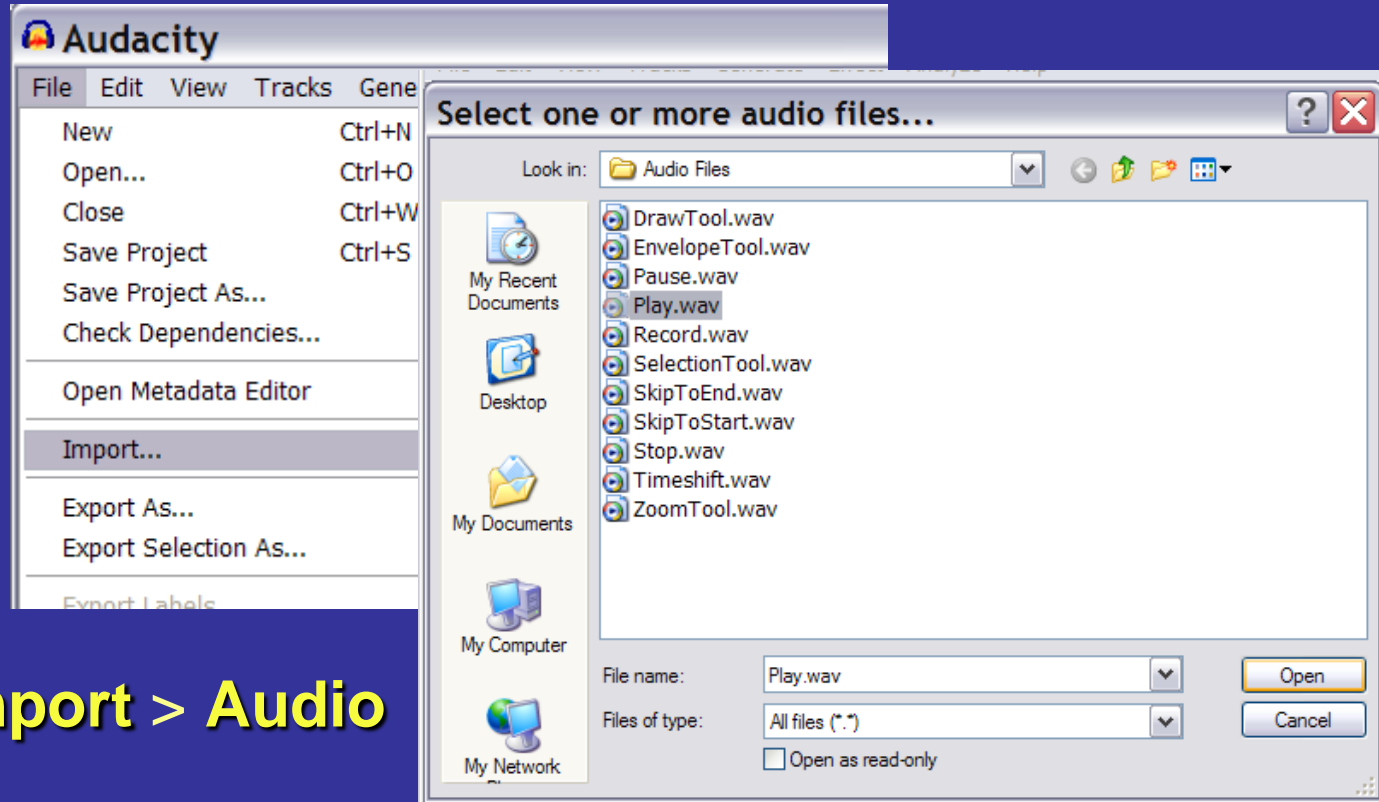 Audacity
File Edit View Tracks Gene
New Ctrl+N
Open... Ctrl+O
Close Ctrl+W
Save Project Ctrl+S
Save Project As...
Check Dependencies...
Open Metadata Editor
Import...
Export As...
Export Selection As...
Export Labels
port > Audio
Select one or more audio files...
Look in: Audio Files
My Recent
Documents
Desktop
My Documents
My Computer
My Network
DrawTool.wav
EnvelopeTool.wav
Pause.wav
Play.wav
Record.wav
SelectionTool.wav
SkipToEnd.wav
SkipToStart.wav
Stop.wav
Timeshift.wav
ZoomTool.wav
File name: Play.wav Open
Files of type: All files (*.*) Cancel
Open as read-only